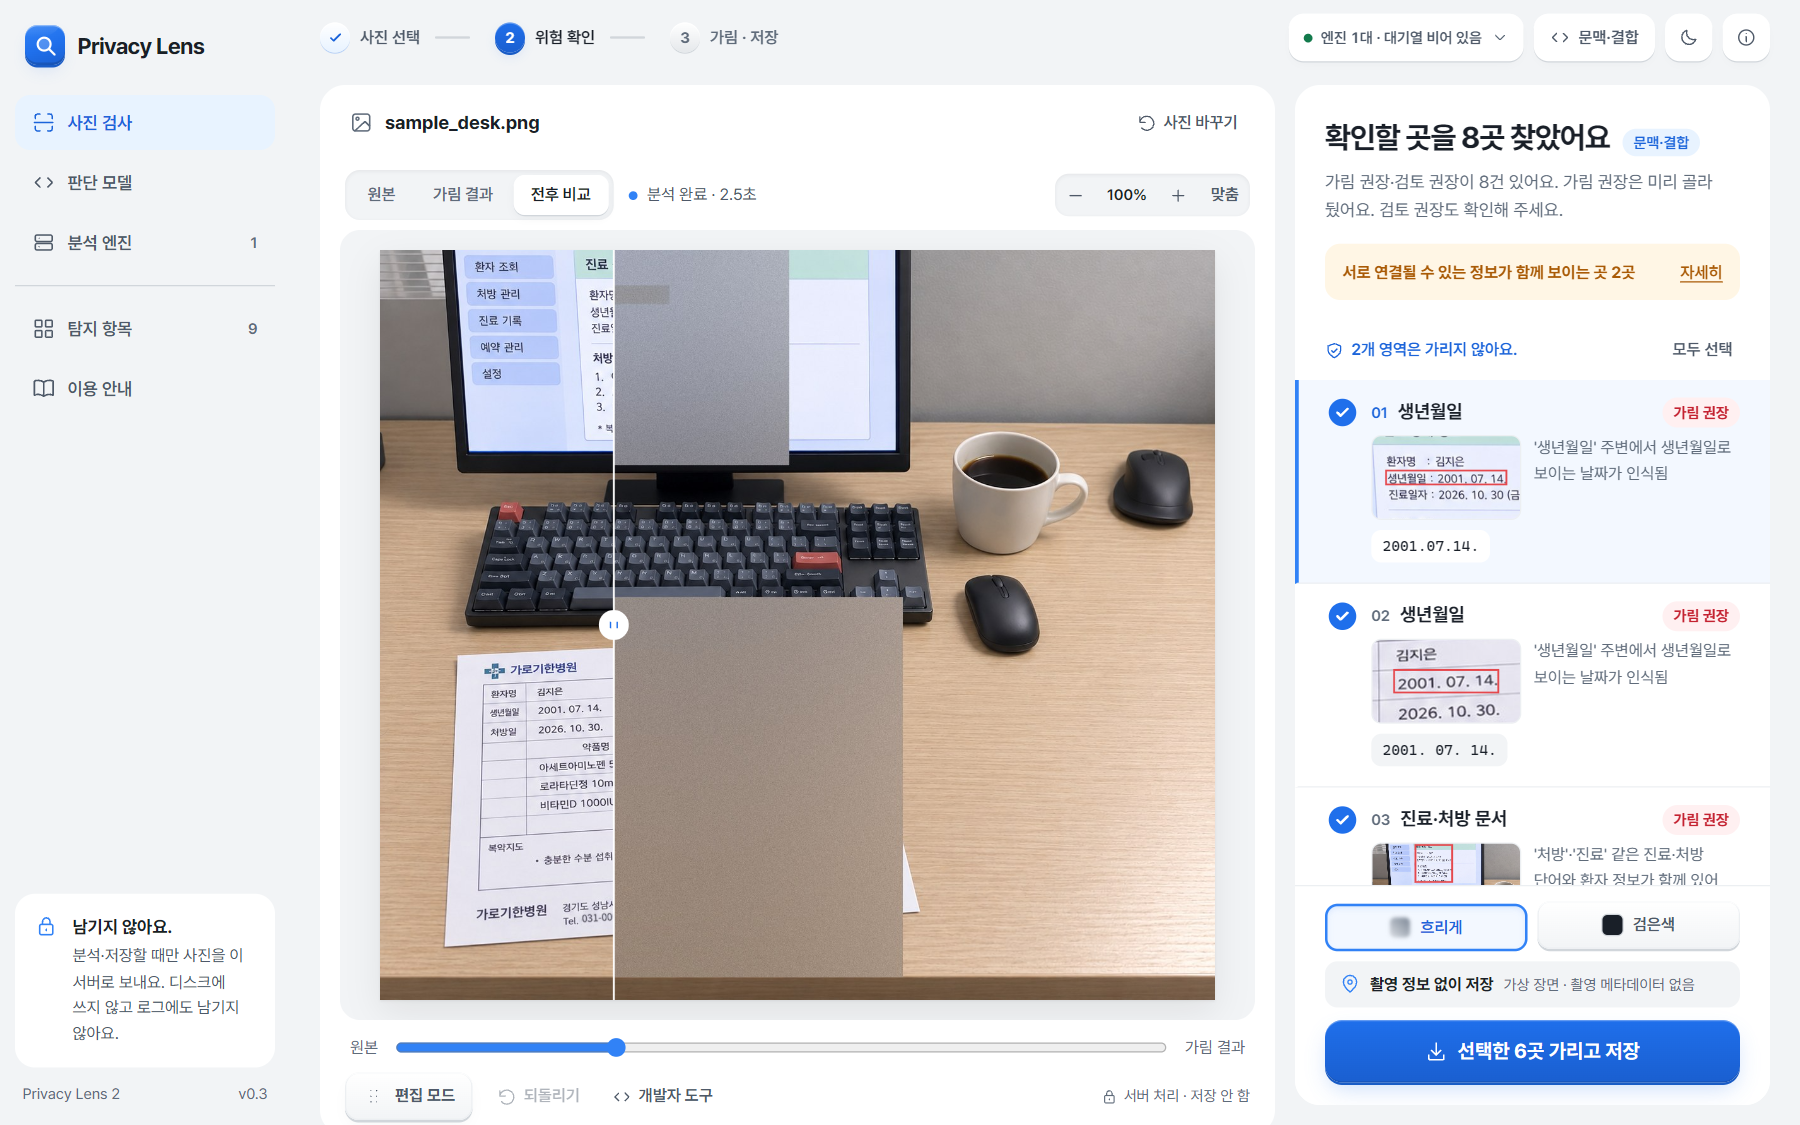 Privacy Lens
사진 검사
판단 모델
분석 엔진 1
탐지 항목 9
이용 안내
남기지 않아요.
분석·저장할 때만 사진을 이
서버로 보내요. 디스크에
쓰지 않고 로그에도 남기지
않아요.
Privacy Lens 2 v0.3
사진 선택
2 위험 확인
3 가림 · 저장
엔진 1대 · 대기열 비어 있음
문맥·결합
sample_desk.png
사진 바꾸기
원본 가림 결과 전후 비교
분석 완료 · 2.5초
100% 맞춤
환자 조회
처방 관리
진료 기록
예약 관리
설정
진료
환자명
생년
진료
처방
1.
2.
3.
가로기한병원
환자명 김지은
생년월일 2001. 07. 14.
처방일 2026. 10. 30.
약품명
아세트아미노펜 5
로라타딘정 10m
비타민D 1000IU
복약지도
• 충분한 수분 섭취
가로기한병원 경기도 성남시
Tel. 031-00
원본 가림 결과
편집 모드
되돌리기
개발자 도구
서버 처리 · 저장 안 함
확인할 곳을 8곳 찾았어요 문맥·결합
가림 권장·검토 권장이 8건 있어요. 가림 권장은 미리 골라
뒀어요. 검토 권장도 확인해 주세요.
서로 연결될 수 있는 정보가 함께 보이는 곳 2곳 자세히
2개 영역은 가리지 않아요. 모두 선택
01 생년월일 가림 권장
환자명 : 김지은
생년월일 : 2001. 07. 14.
진료일자 : 2026. 10. 30 (금
'생년월일' 주변에서 생년월일로
보이는 날짜가 인식됨
2001.07.14.
02 생년월일 가림 권장
김지은
2001. 07. 14.
2026. 10. 30.
'생년월일' 주변에서 생년월일로
보이는 날짜가 인식됨
2001. 07. 14.
03 진료·처방 문서 가림 권장
'처방'·'진료' 같은 진료·처방
단어와 환자 정보가 함께 있어
흐리게
검은색
촬영 정보 없이 저장 가상 장면 · 촬영 메타데이터 없음
선택한 6곳 가리고 저장